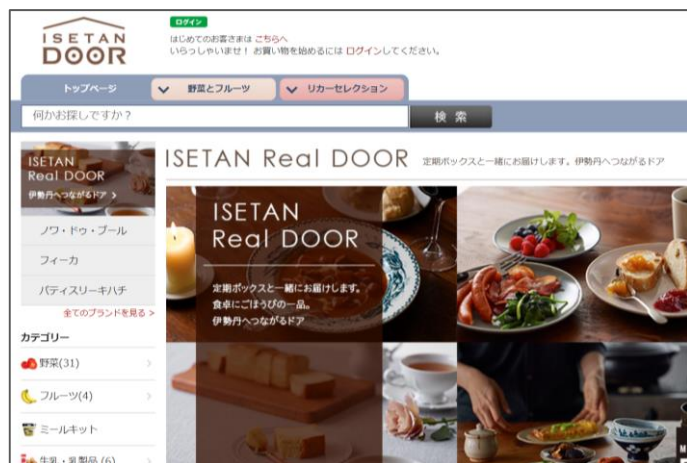 ISETAN
DOOR
ログイン
はじめてのお客さまは こちらへ
いらっしゃいませ! お買い物を始めるには ログインしてください。
トップページ
野菜とフルーツ
リカーセレクション
何かお探しですか?
検 索
ISETAN
Real DOOR
伊勢丹へつながるドア >
ノワ・ドゥ・ブール
フィーカ
パティスリーキハチ
全てのブランドを見る >
カテゴリー
野菜(31)
フルーツ(4)
ミールキット
牛乳・乳製品 (6)
ISETAN Real DOOR 定期ボックスと一緒にお届けします。伊勢丹へつながるドア
ISETAN
Real DOOR
定期ボックスと一緒にお届けします。
食卓にごほうびの一品。
伊勢丹へつながるドア